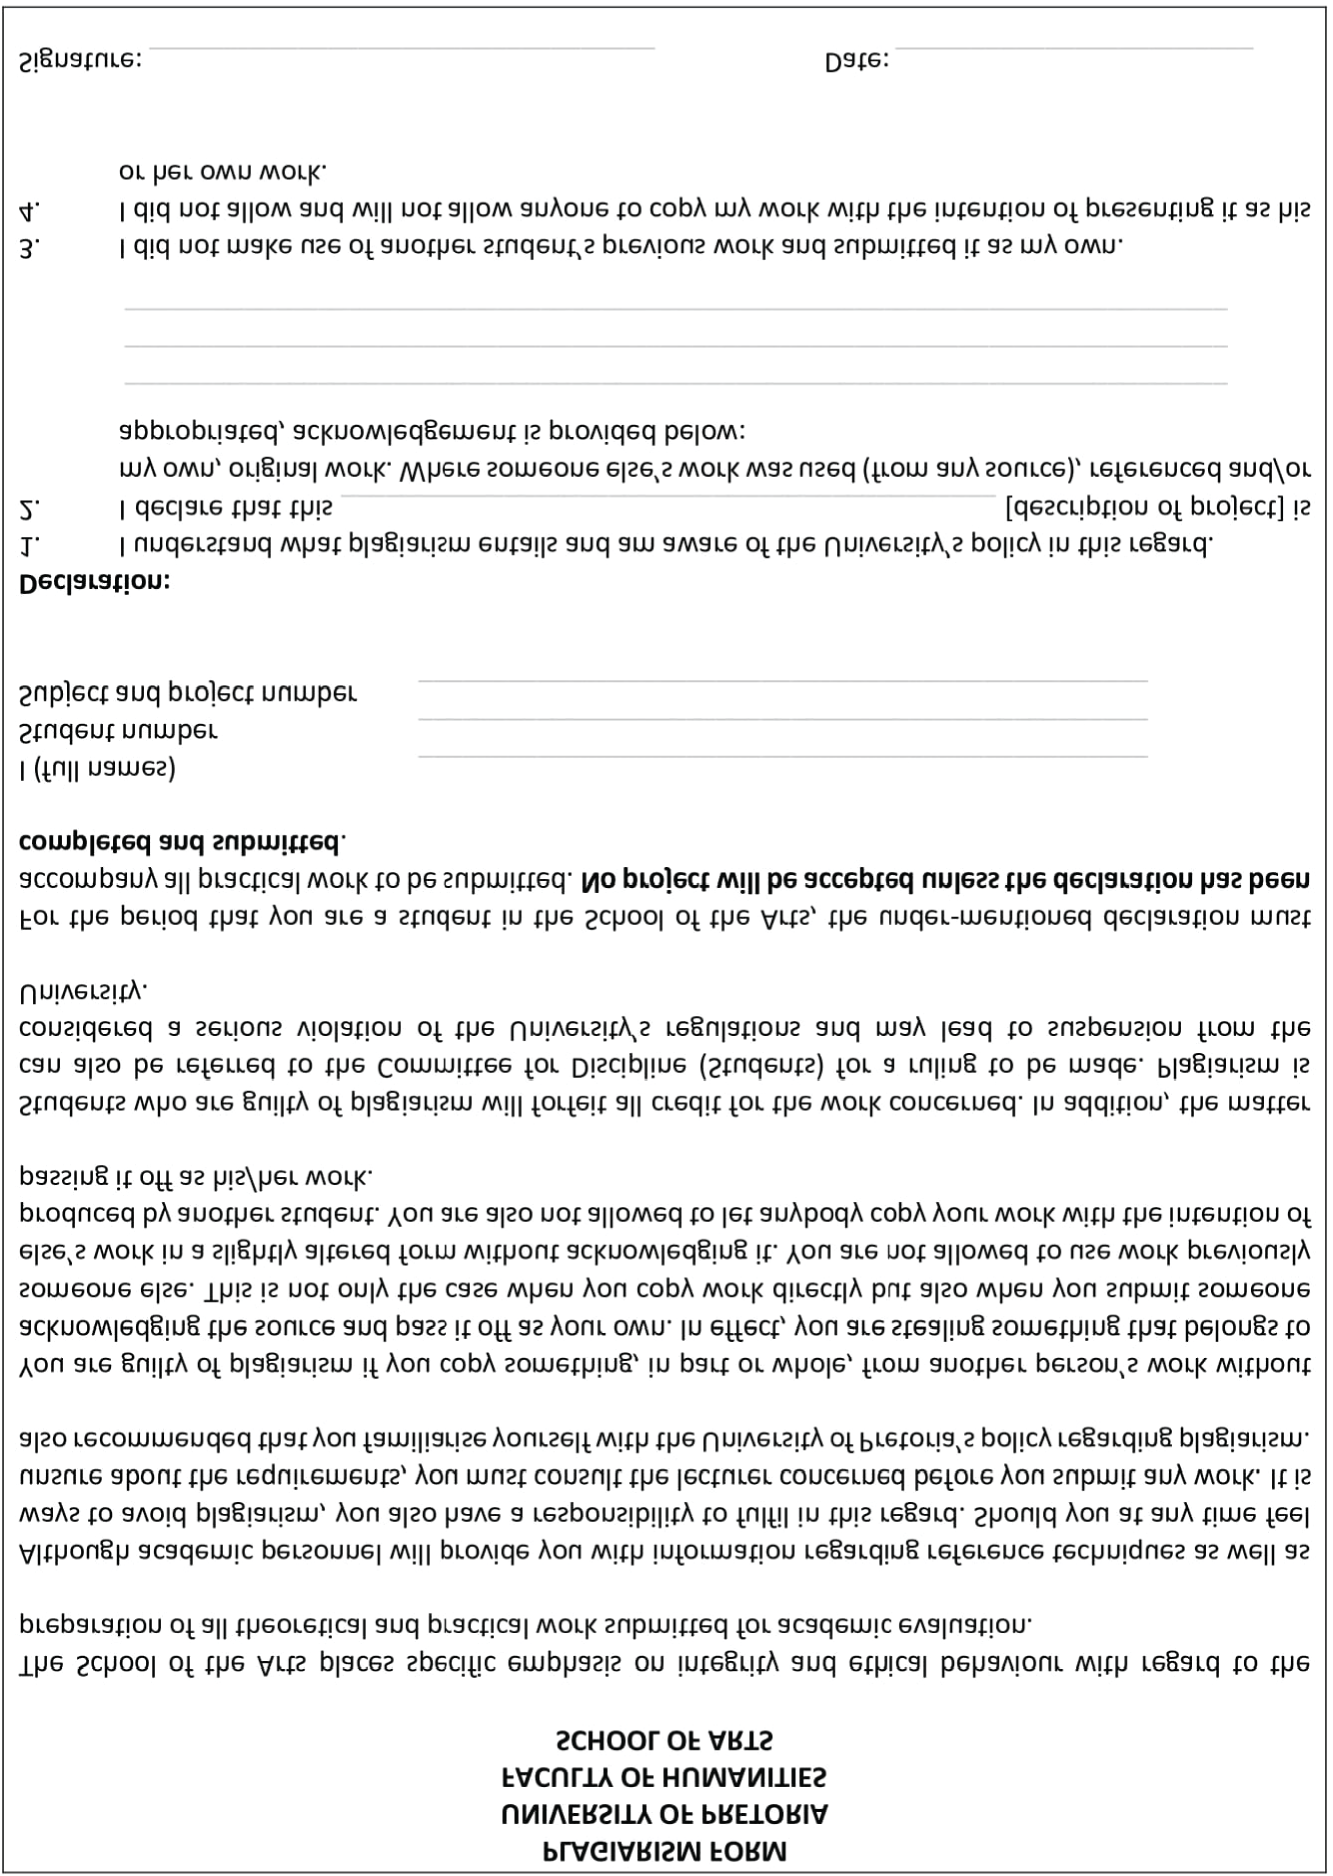 PLAGIARISM FORM
UNIVERSITY OF PRETORIA
FACULTY OF HUMANITIES
SCHOOL OF ARTS
The School of the Arts places specific emphasis on integrity and ethical behaviour with regard to the
preparation of all theoretical and practical work submitted for academic evaluation.
Although academic personnel will provide you with information regarding reference techniques as well as
ways to avoid plagiarism, you also have a responsibility to fulfil in this regard. Should you at any time feel
unsure about the requirements, you must consult the lecturer concerned before you submit any work. It is
also recommended that you familiarise yourself with the University of Pretoria's policy regarding plagiarism.
You are guilty of plagiarism if you copy something, in part or whole, from another person's work without
acknowledging the source and pass it off as your own. In effect, you are stealing something that belongs to
someone else. This is not only the case when you copy work directly but also when you submit someone
else's work in a slightly altered form without acknowledging it. You are not allowed to use work previously
produced by another student. You are also not allowed to let anybody copy your work with the intention of
passing it off as his/her work.
Students who are guilty of plagiarism will forfeit all credit for the work concerned. In addition, the matter
can also be referred to the Committee for Discipline (Students) for a ruling to be made. Plagiarism is
considered a serious violation of the University's regulations and may lead to suspension from the
University.
For the period that you are a student in the School of the Arts, the under-mentioned declaration must
accompany all practical work to be submitted. No project will be accepted unless the declaration has been
completed and submitted.
I (full names)
Student number
Subject and project number
Declaration:
1. I understand what plagiarism entails and am aware of the University's policy in this regard.
2. I declare that this [description of project] is
my own, original work. Where someone else's work was used (from any source), referenced and/or
appropriated, acknowledgement is provided below:
3. I did not make use of another student's previous work and submitted it as my own.
4. I did not allow and will not allow anyone to copy my work with the intention of presenting it as his
or her own work.
Signature: Date: